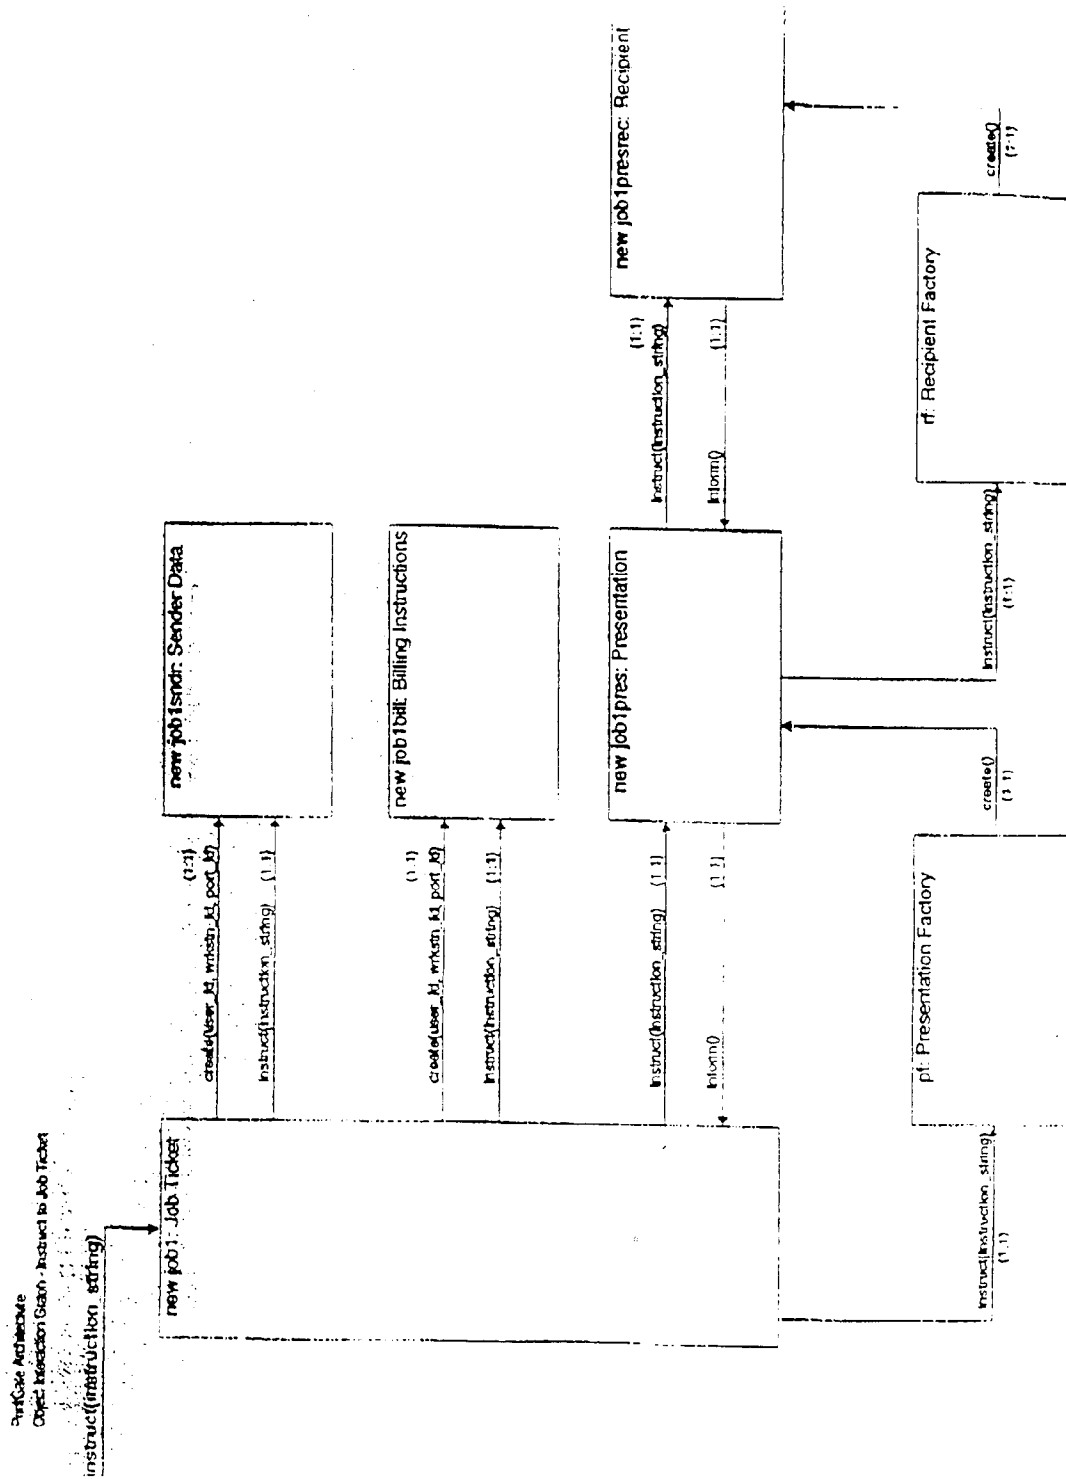 PrintGate Architecture
Object Interaction Graph - Instruct to Job Ticket
instruct(instruction_string)
new job1: Job Ticket
create(user_id, wrkstn_id, port_id)
(1:1)
instruct(instruction_string)
(1:1)
new job1sndr: Sender Data
create(user_id, wrkstn_id, port_id)
(1:1)
instruct(instruction_string)
(1:1)
new job1bill: Billing Instructions
instruct(instruction_string)
(1:1)
inform()
(1:1)
new job1pres: Presentation
instruct(instruction_string)
(1:1)
inform()
(1:1)
new job1presrec: Recipient
instruct(instruction_string)
(1:1)
pf: Presentation Factory
create()
(1:1)
instruct(instruction_string)
(1:1)
rf: Recipient Factory
create()
(1:1)